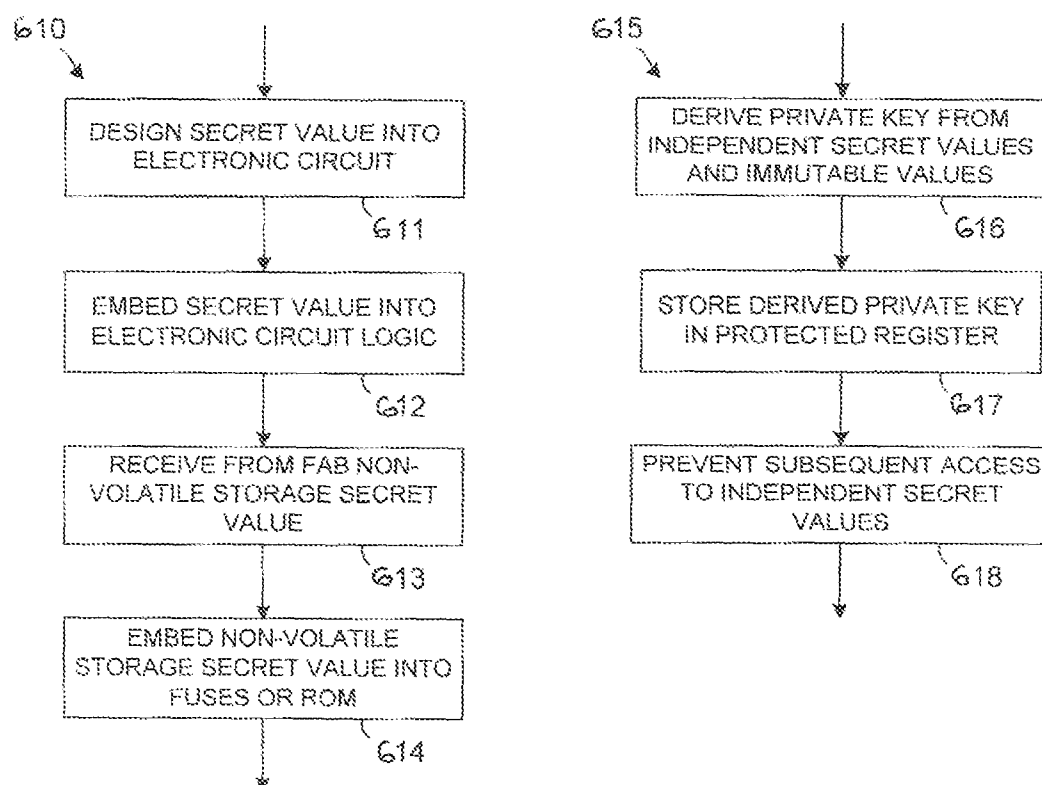 610
DESIGN SECRET VALUE INTO
ELECTRONIC CIRCUIT
611
EMBED SECRET VALUE INTO
ELECTRONIC CIRCUIT LOGIC
612
RECEIVE FROM FAB NON-
VOLATILE STORAGE SECRET
VALUE
613
EMBED NON-VOLATILE
STORAGE SECRET VALUE INTO
FUSES OR ROM
614
615
DERIVE PRIVATE KEY FROM
INDEPENDENT SECRET VALUES
AND IMMUTABLE VALUES
616
STORE DERIVED PRIVATE KEY
IN PROTECTED REGISTER
617
PREVENT SUBSEQUENT ACCESS
TO INDEPENDENT SECRET
VALUES
618